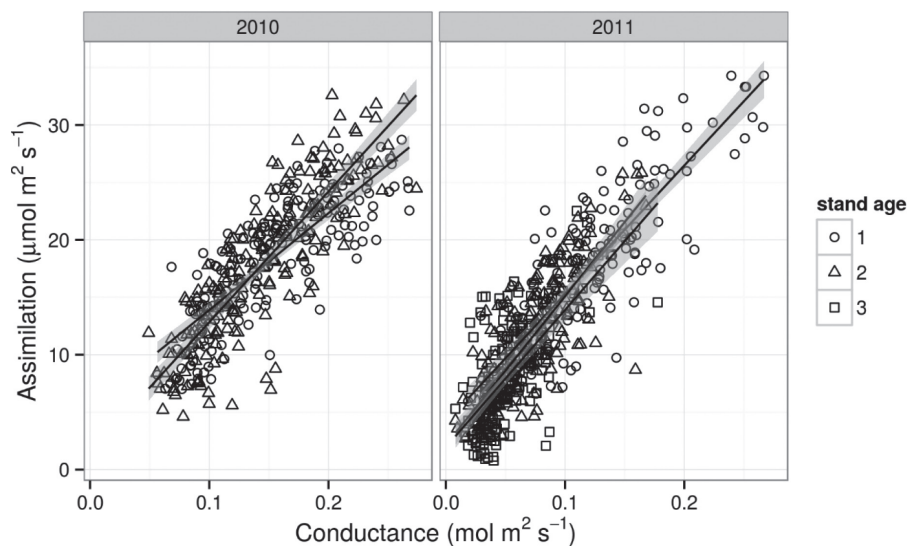 2010 2011
Assimilation (μmol m² s⁻¹)
30
20
10
0
0.0 0.1 0.2 0.0 0.1 0.2
Conductance (mol m² s⁻¹)
stand age
1
2
3